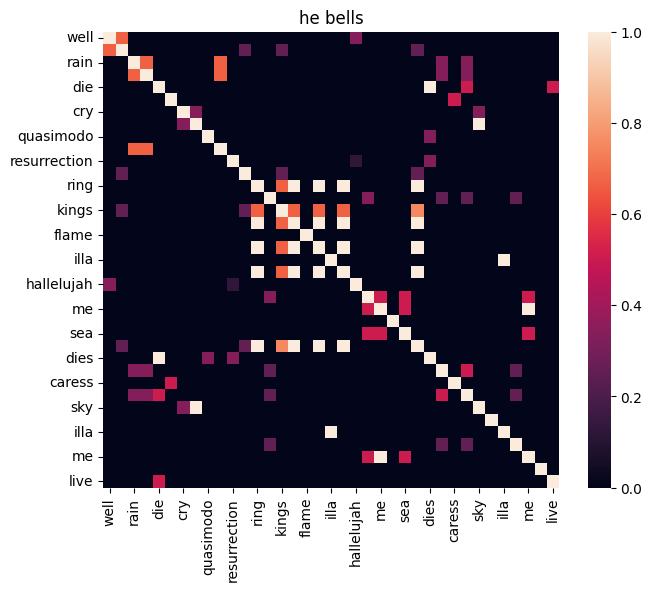 he bells
well
rain
die
cry
quasimodo
resurrection
ring
kings
flame
illa
hallelujah
me
sea
dies
caress
sky
illa
me
live
1.0
0.8
0.6
0.4
0.2
0.0
well
rain
die
cry
quasimodo
resurrection
ring
kings
flame
illa
hallelujah
me
sea
dies
caress
sky
illa
me
live